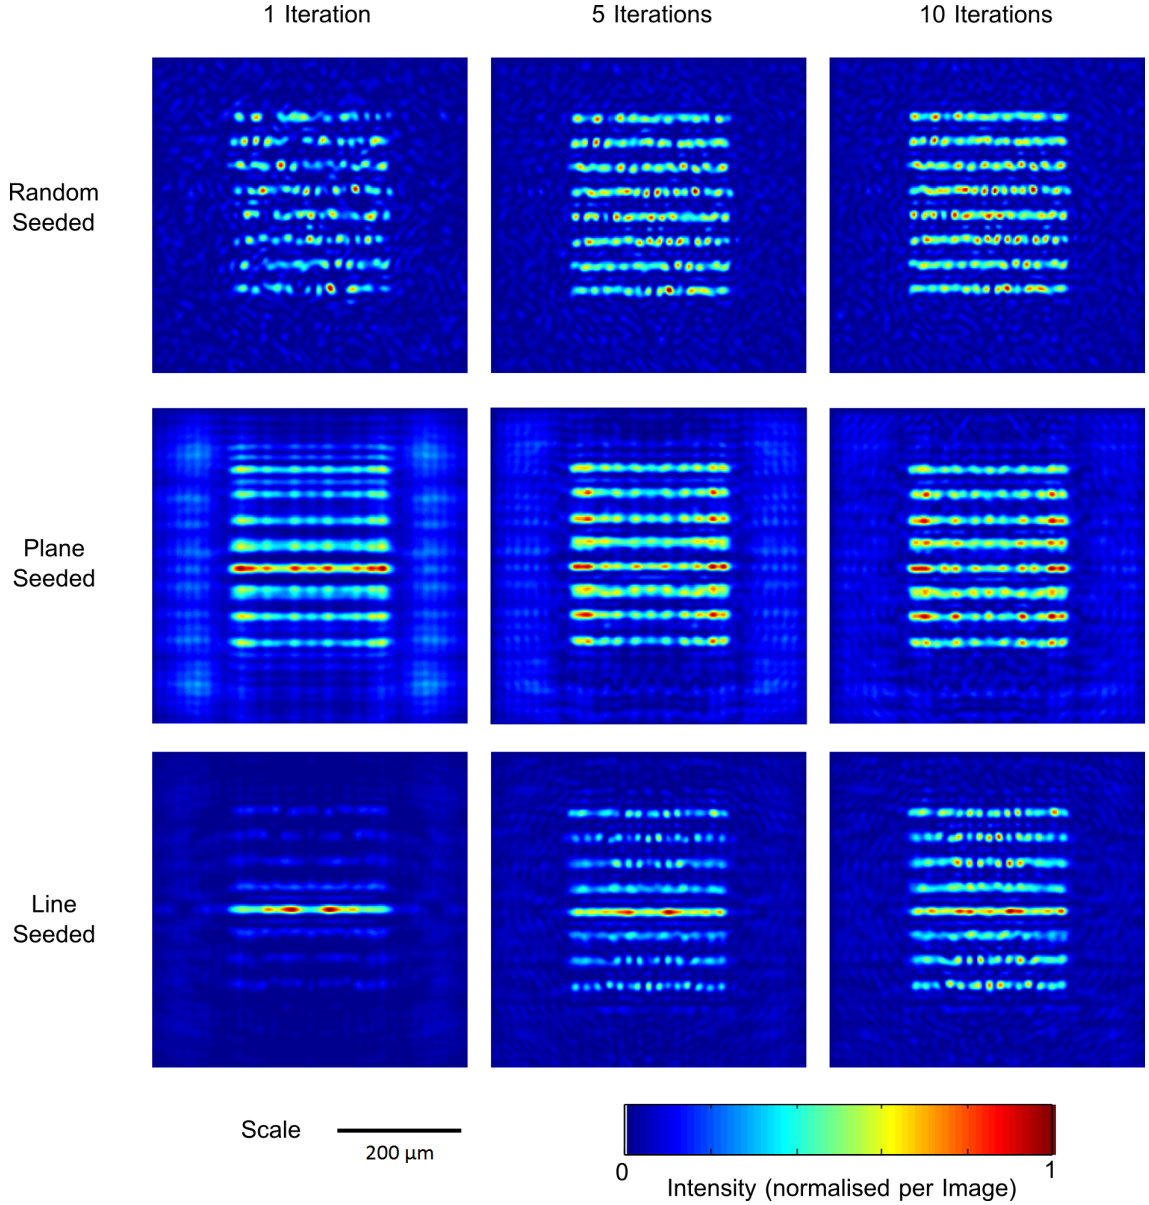 1 Iteration
5 Iterations
10 Iterations
Random
Seeded
Plane
Seeded
Line
Seeded
Scale
200 µm
0
1
Intensity (normalised per Image)